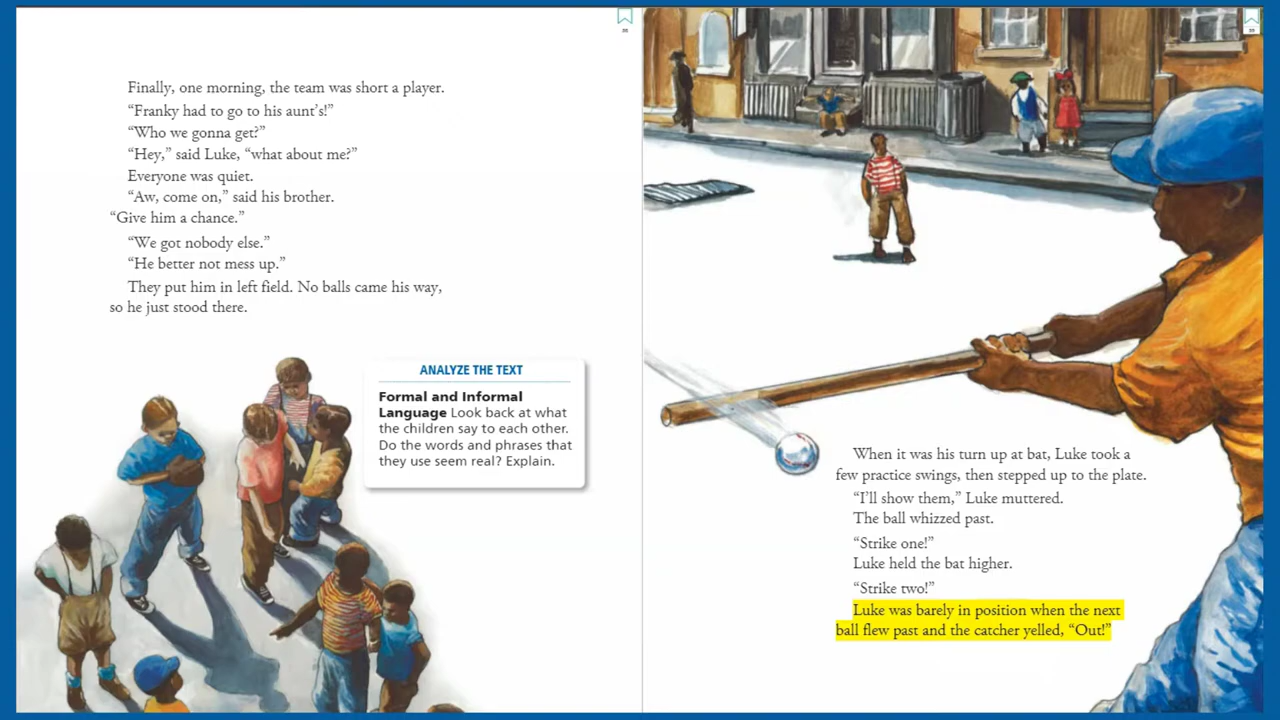 Finally, one morning, the team was short a player.
“Franky had to go to his aunt’s!”
“Who we gonna get?”
“Hey,” said Luke, “what about me?”
Everyone was quiet.
“Aw, come on,” said his brother.
“Give him a chance.”
“We got nobody else.”
“He better not mess up.”
They put him in left field. No balls came his way,
so he just stood there.
ANALYZE THE TEXT
Formal and Informal
Language Look back at what
the children say to each other.
Do the words and phrases that
they use seem real? Explain.
When it was his turn up at bat, Luke took a
few practice swings, then stepped up to the plate.
“I’ll show them,” Luke muttered.
The ball whizzed past.
“Strike one!”
Luke held the bat higher.
“Strike two!”
Luke was barely in position when the next
ball flew past and the catcher yelled, “Out!”